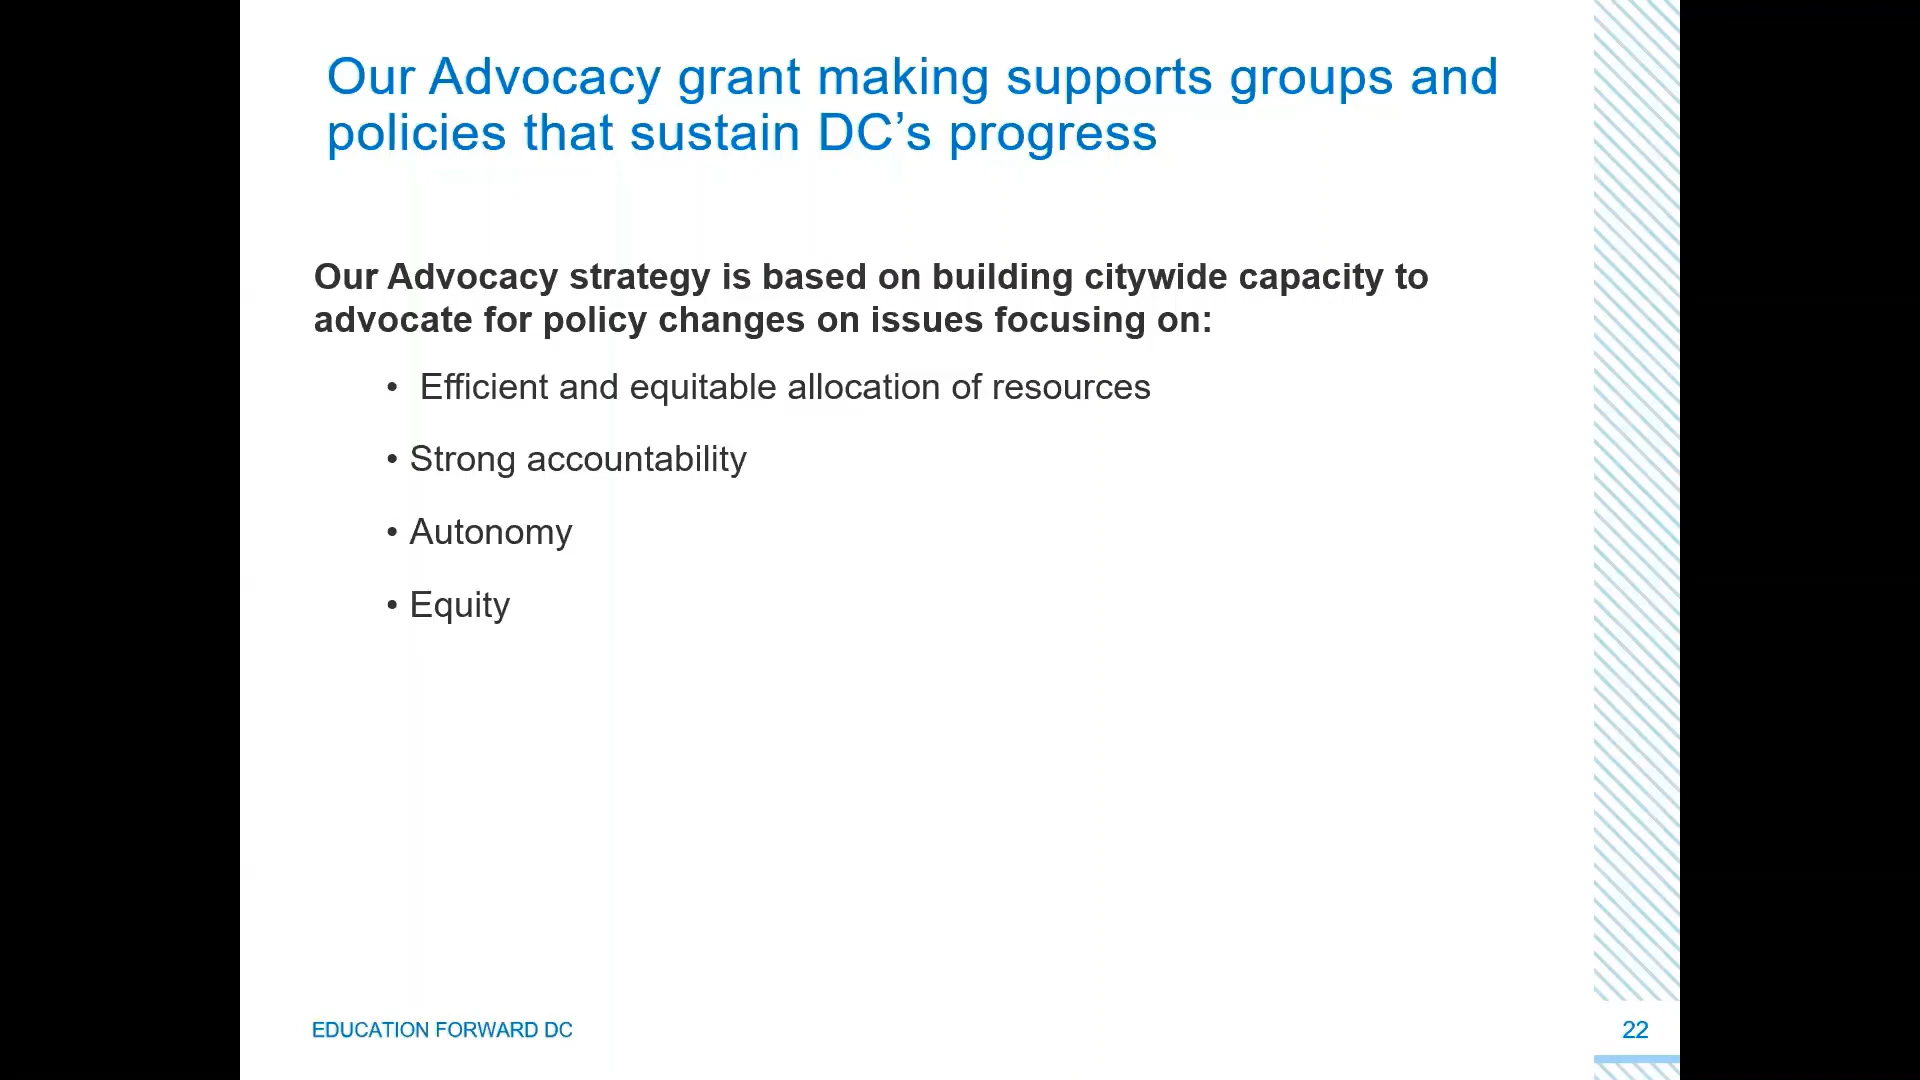 Our Advocacy grant making supports groups and
policies that sustain DC’s progress
Our Advocacy strategy is based on building citywide capacity to
advocate for policy changes on issues focusing on:
• Efficient and equitable allocation of resources
• Strong accountability
• Autonomy
• Equity
EDUCATION FORWARD DC
22